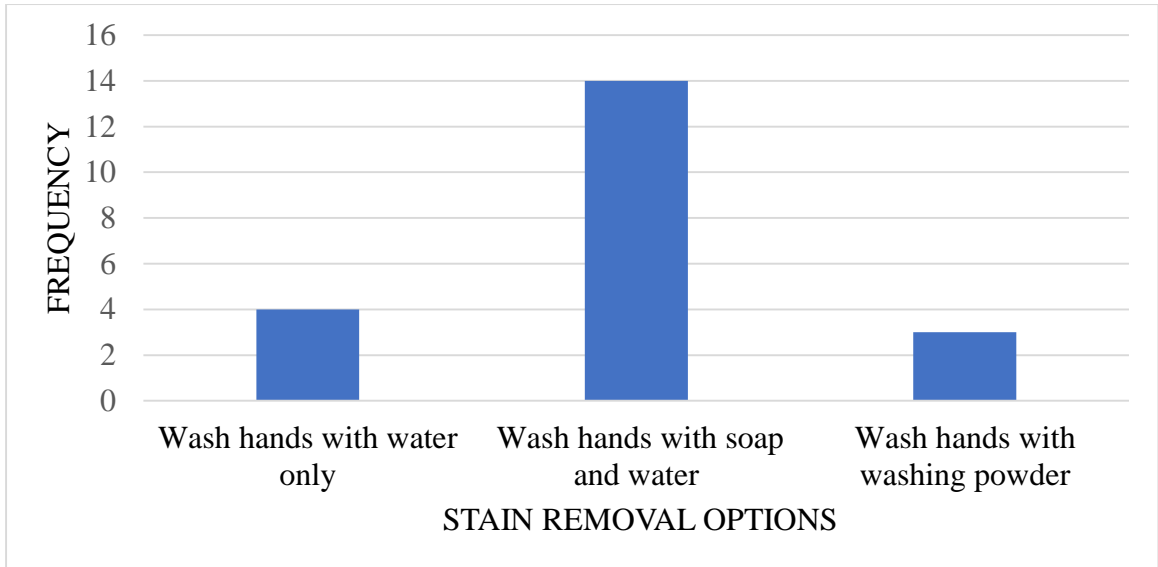 FREQUENCY
16
14
12
10
8
6
4
2
0
Wash hands with water
only
Wash hands with soap
and water
Wash hands with
washing powder
STAIN REMOVAL OPTIONS